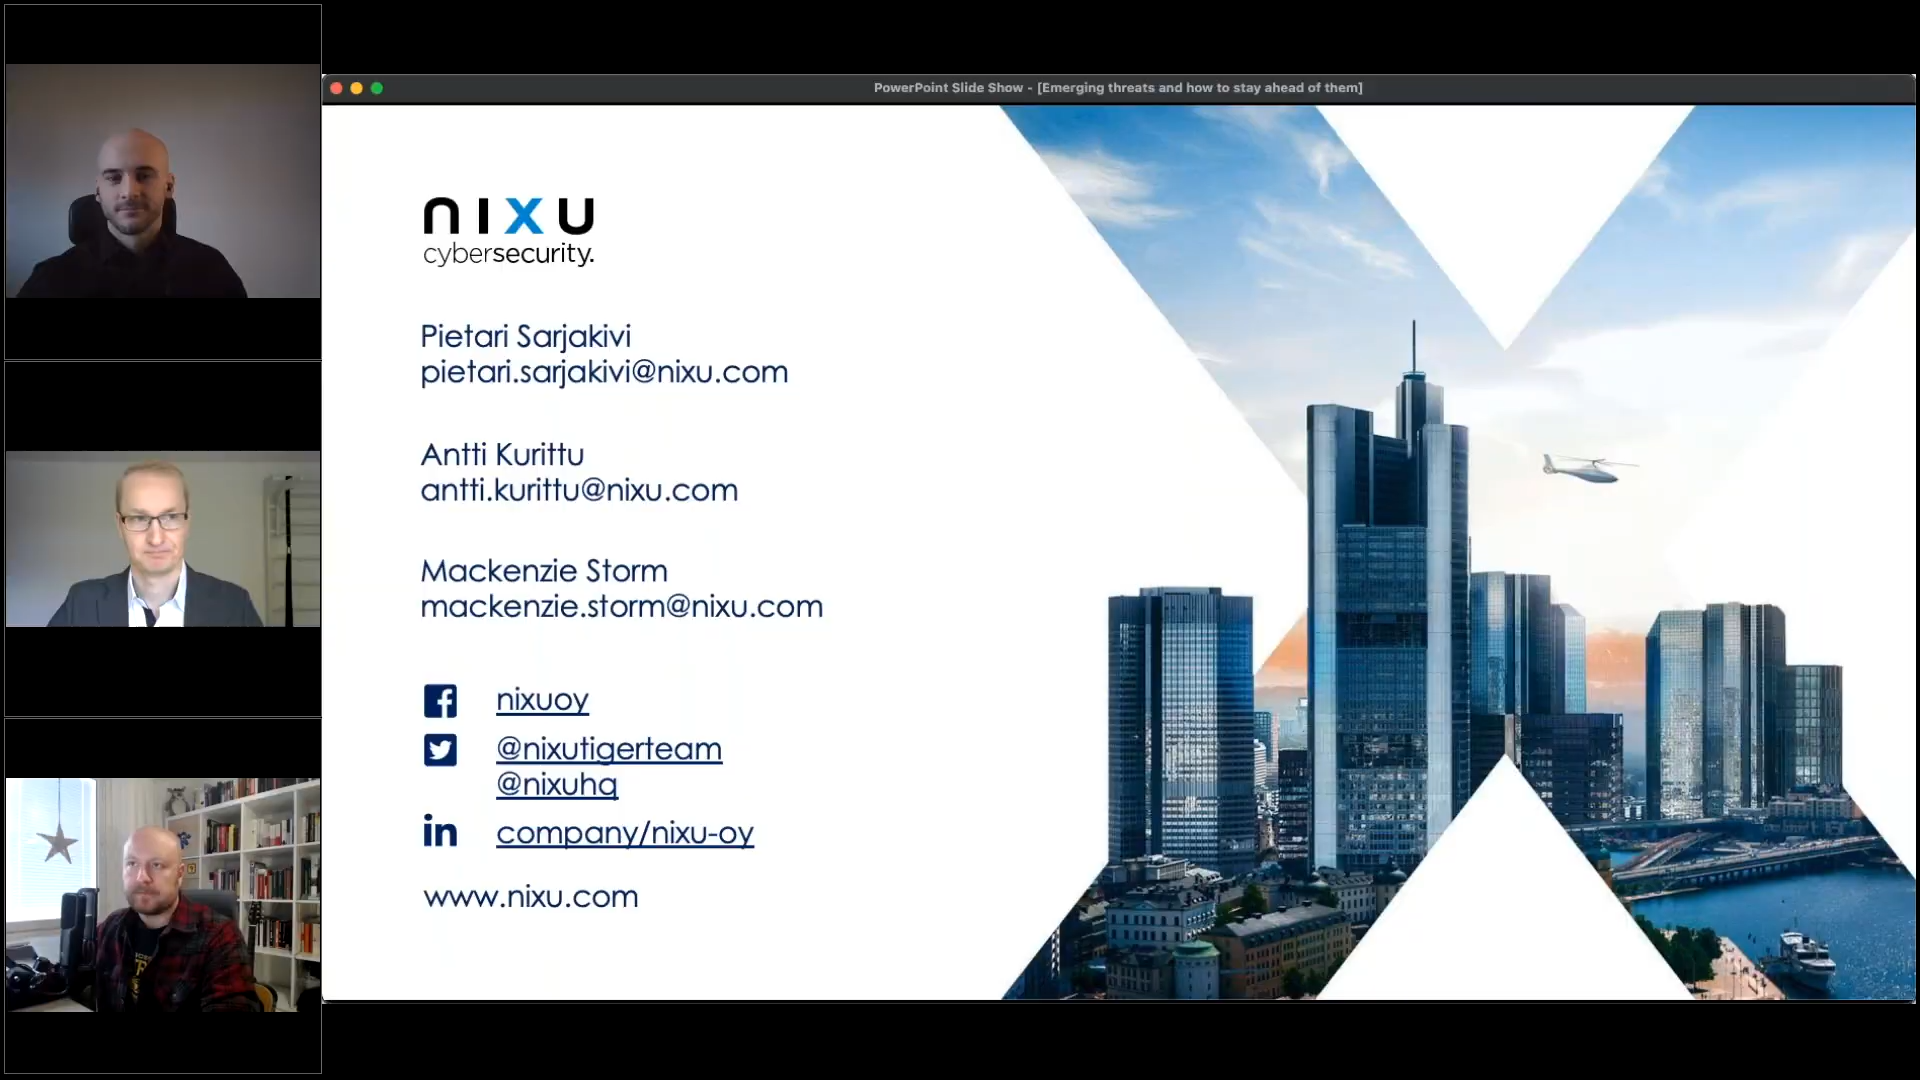 PowerPoint Slide Show - [Emerging threats and how to stay ahead of them]
nixu
cybersecurity.
Pietari Sarjakivi
pietari.sarjakivi@nixu.com
Antti Kurittu
antti.kurittu@nixu.com
Mackenzie Storm
mackenzie.storm@nixu.com
nixuoy
@nixutigerteam
@nixuhq
in company/nixu-oy
www.nixu.com